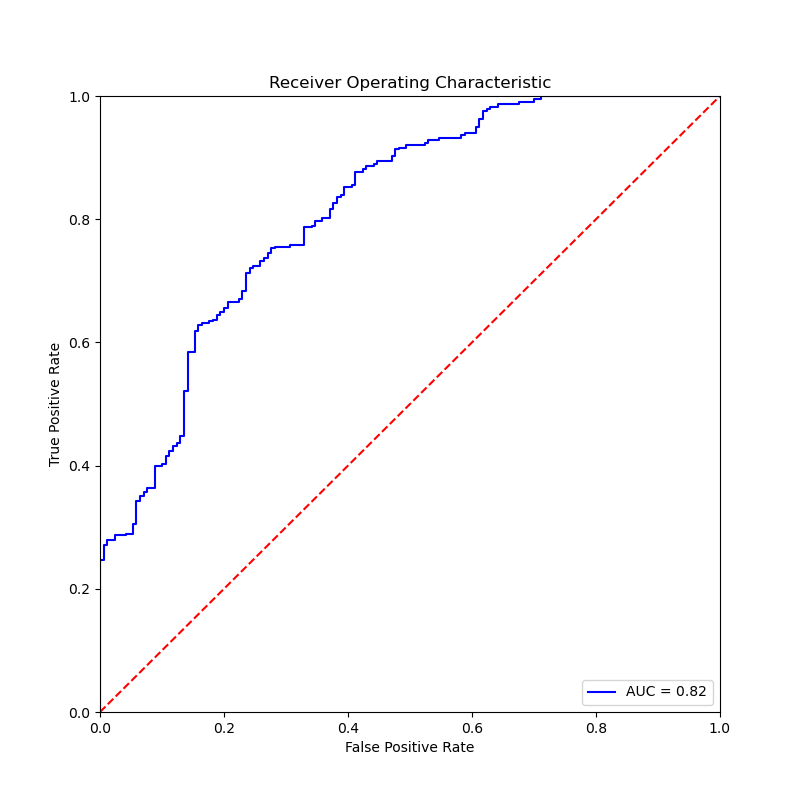 Receiver Operating Characteristic
1.0
0.8
0.6
0.4
0.2
0.0
True Positive Rate
AUC = 0.82
0.0 0.2 0.4 0.6 0.8 1.0
False Positive Rate